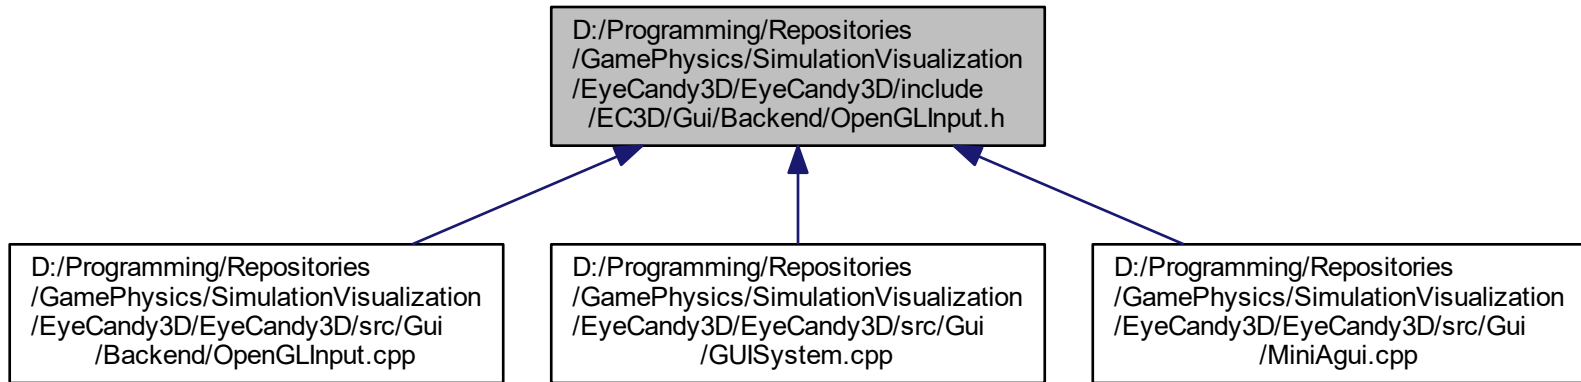 D:/Programming/Repositories
/GamePhysics/SimulationVisualization
/EyeCandy3D/EyeCandy3D/include
/EC3D/Gui/Backend/OpenGLInput.h
D:/Programming/Repositories
/GamePhysics/SimulationVisualization
/EyeCandy3D/EyeCandy3D/src/Gui
/Backend/OpenGLInput.cpp
D:/Programming/Repositories
/GamePhysics/SimulationVisualization
/EyeCandy3D/EyeCandy3D/src/Gui
/GUISystem.cpp
D:/Programming/Repositories
/GamePhysics/SimulationVisualization
/EyeCandy3D/EyeCandy3D/src/Gui
/MiniAgui.cpp